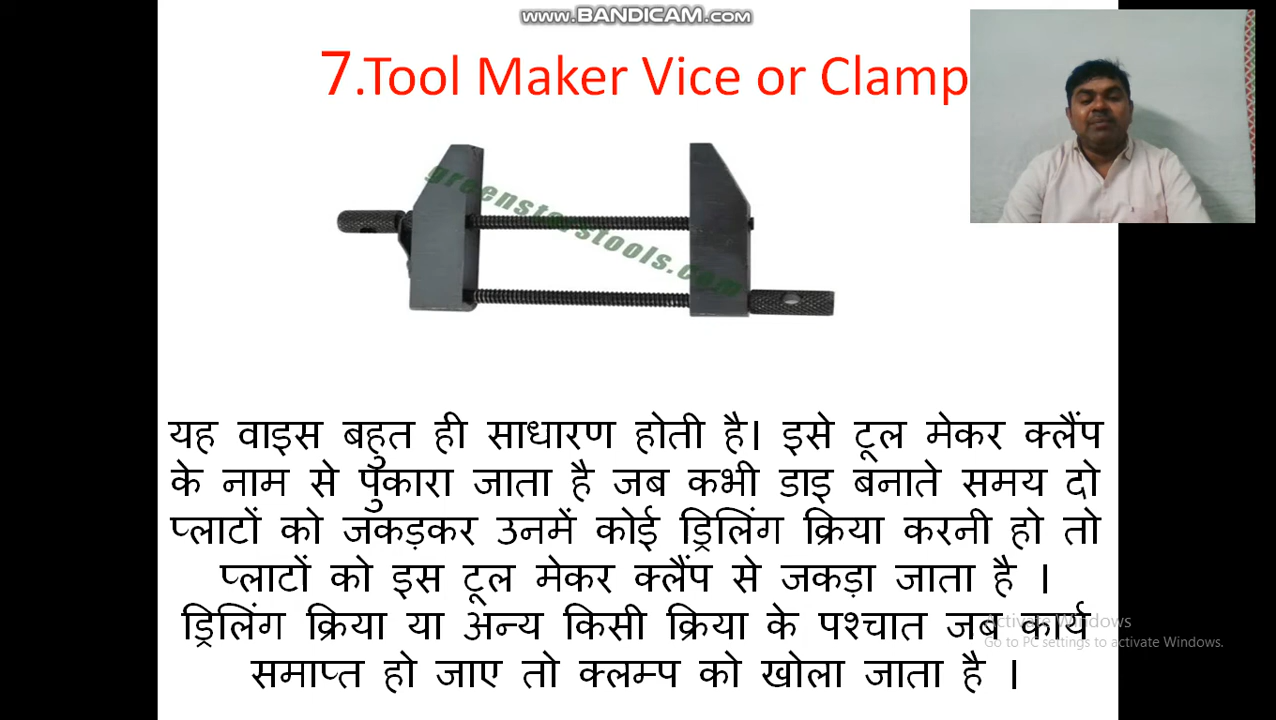 www.BANDICAM.com
7.Tool Maker Vice or Clamp
greenstarstools.com
यह वाइस बहुत ही साधारण होती है। इसे टूल मेकर क्लैंप
के नाम से पुकारा जाता है जब कभी डाइ बनाते समय दो
प्लाटों को जकड़कर उनमें कोई ड्रिलिंग क्रिया करनी हो तो
प्लाटों को इस टूल मेकर क्लैंप से जकड़ा जाता है ।
ड्रिलिंग क्रिया या अन्य किसी क्रिया के पश्चात जब कार्य
समाप्त हो जाए तो क्लम्प को खोला जाता है ।
Activate Windows
Go to PC settings to activate Windows.